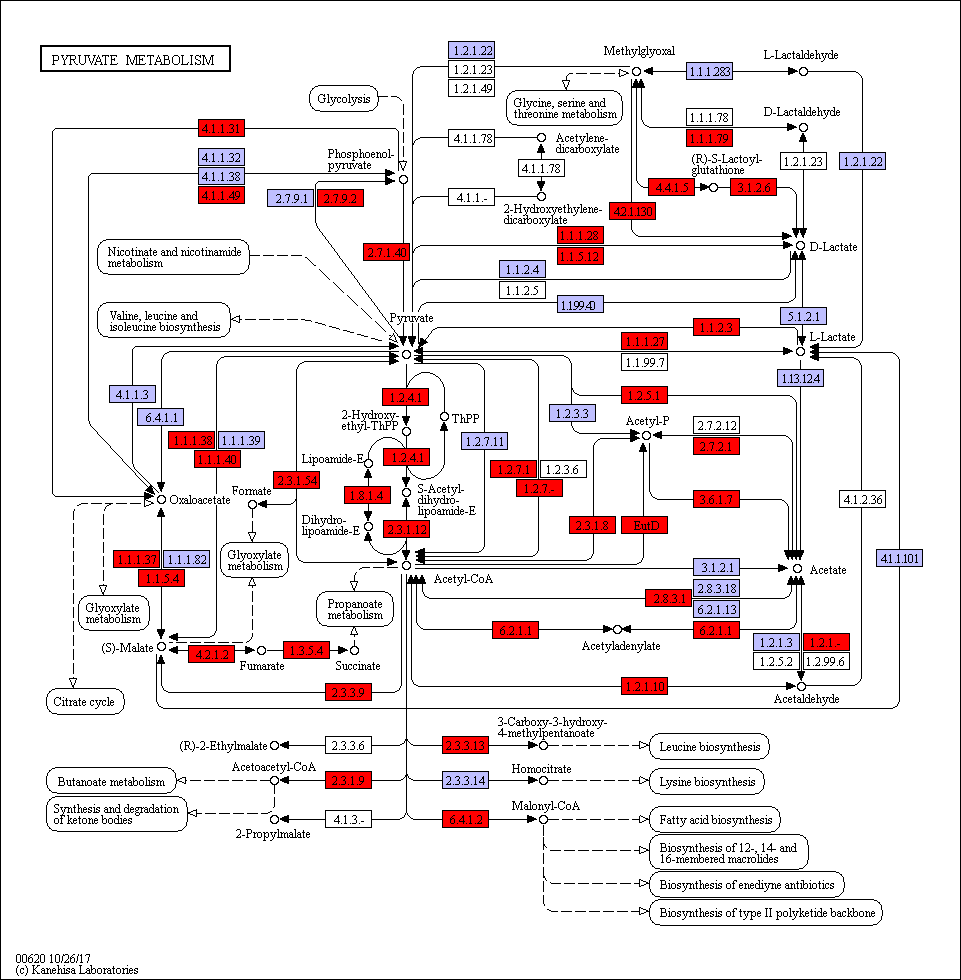 PYRUVATE METABOLISM
1.2.1.22
1.2.1.23
1.2.1.49
Methylglyoxal
1.1.1.283
L-Lactaldehyde
Glycolysis
Glycine, serine and
threonine metabolism
1.1.1.78
1.1.1.79
D-Lactaldehyde
4.1.1.31
4.1.1.78
Acetylene-
dicarboxylate
4.1.1.78
(R)-S-Lactoyl-
glutathione
1.2.1.23
1.2.1.22
4.1.1.32
4.1.1.38
4.1.1.49
Phosphoenol-
pyruvate
2.7.9.1
2.7.9.2
4.1.1.-
2-Hydroxyethylene-
dicarboxylate
4.4.1.5
3.1.2.6
4.2.1.130
Nicotinate and nicotinamide
metabolism
2.7.1.40
1.1.1.28
1.1.5.12
D-Lactate
1.1.2.4
1.1.2.5
1.1.99.40
Valine, leucine and
isoleucine biosynthesis
Pyruvate
5.1.2.1
1.1.2.3
1.1.1.27
1.1.99.7
L-Lactate
1.13.12.4
4.1.1.3
6.4.1.1
1.1.1.38
1.1.1.39
1.1.1.40
1.2.4.1
2-Hydroxy-
ethyl-ThPP
ThPP
1.2.5.1
1.2.3.3
Acetyl-P
2.7.2.12
2.7.2.1
1.2.7.11
Lipoamide-E
1.2.4.1
1.2.7.1
1.2.3.6
1.2.7.-
2.3.1.54
Formate
1.8.1.4
S-Acetyl-
dihydro-
lipoamide-E
3.6.1.7
4.1.2.36
Oxaloacetate
Dihydro-
lipoamide-E
2.3.1.12
2.3.1.8
EutD
Glyoxylate
metabolism
1.1.1.37
1.1.1.82
1.1.5.4
Acetyl-CoA
3.1.2.1
Acetate
4.1.1.101
2.8.3.18
2.8.3.1
6.2.1.13
Glyoxylate
metabolism
Propanoate
metabolism
6.2.1.1
Acetyladenylate
6.2.1.1
1.2.1.3
1.2.1.-
1.2.5.2
1.2.99.6
(S)-Malate
4.2.1.2
Fumarate
1.3.5.4
Succinate
2.3.3.9
1.2.1.10
Acetaldehyde
Citrate cycle
(R)-2-Ethylmalate
2.3.3.6
2.3.3.13
3-Carboxy-3-hydroxy-
4-methylpentanoate
Leucine biosynthesis
Butanoate metabolism
Acetoacetyl-CoA
2.3.1.9
2.3.3.14
Homocitrate
Lysine biosynthesis
Synthesis and degradation
of ketone bodies
2-Propylmalate
4.1.3.-
6.4.1.2
Malonyl-CoA
Fatty acid biosynthesis
Biosynthesis of 12-, 14- and
16-membered macrolides
Biosynthesis of enediyne antibiotics
Biosynthesis of type II polyketide backbone
00620 10/26/17
(c) Kanehisa Laboratories